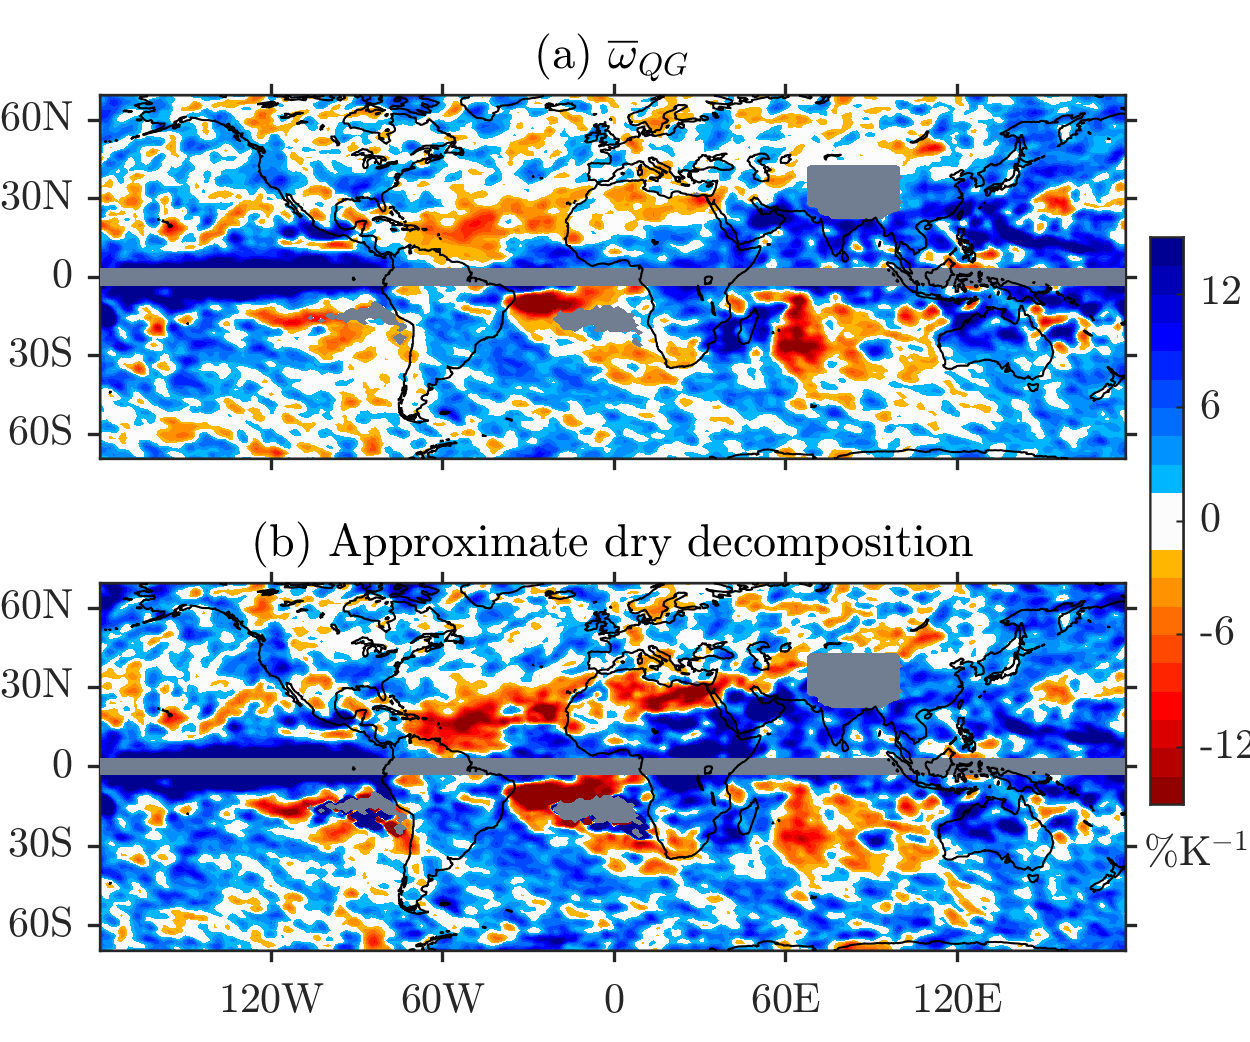 (a) ω̅_QG
60N
30N
0
30S
60S
12
6
0
-6
-12
%K⁻¹
(b) Approximate dry decomposition
60N
30N
0
30S
60S
120W 60W 0 60E 120E